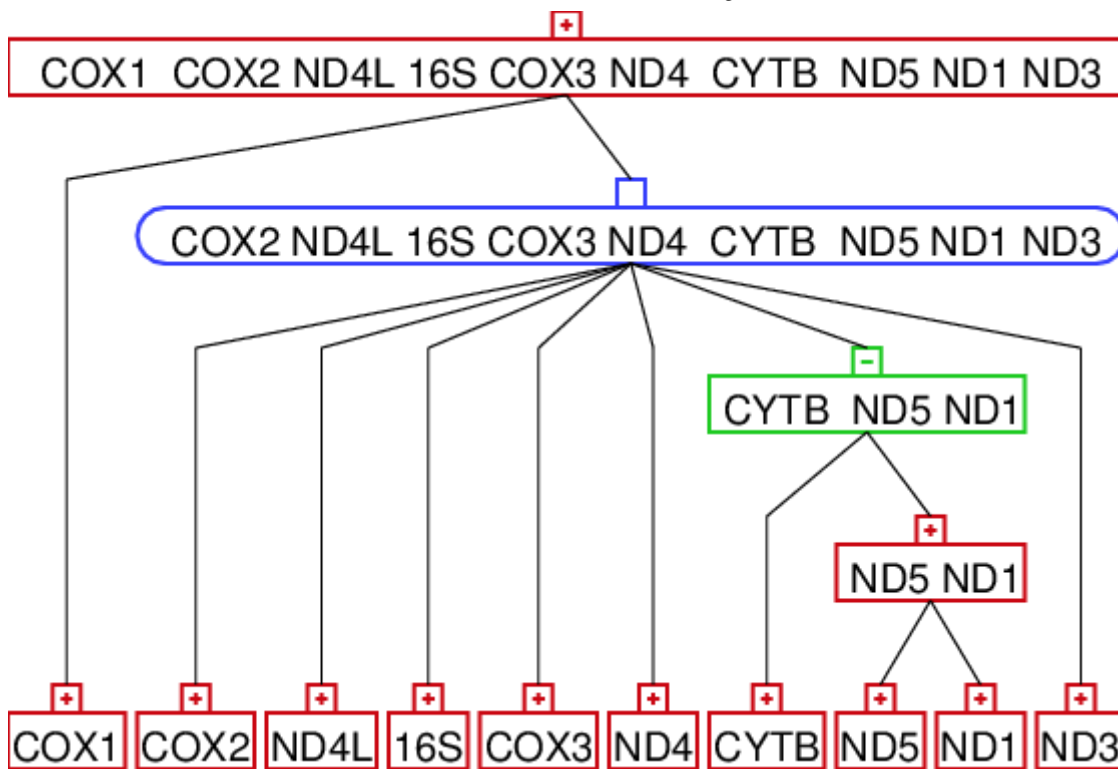 +
COX1 COX2 ND4L 16S COX3 ND4 CYTB ND5 ND1 ND3
COX2 ND4L 16S COX3 ND4 CYTB ND5 ND1 ND3
-
CYTB ND5 ND1
+
ND5 ND1
+ + + + + + + + + +
COX1 COX2 ND4L 16S COX3 ND4 CYTB ND5 ND1 ND3